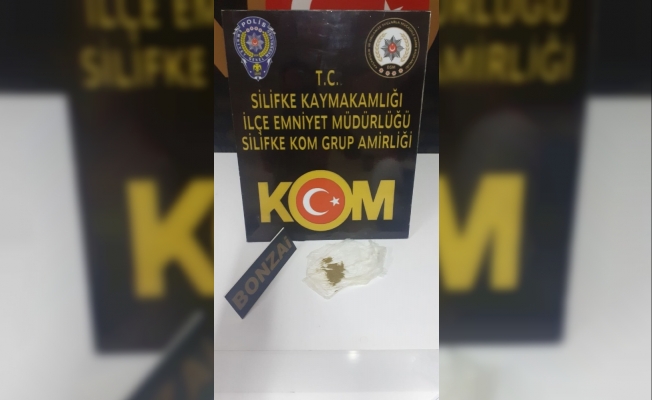 POLİS
T.C.
SİLİFKE KAYMAKAMLIĞI
İLÇE EMNİYET MÜDÜRLÜĞÜ
SİLİFKE KOM GRUP AMİRLİĞİ
KOM
BONZAI